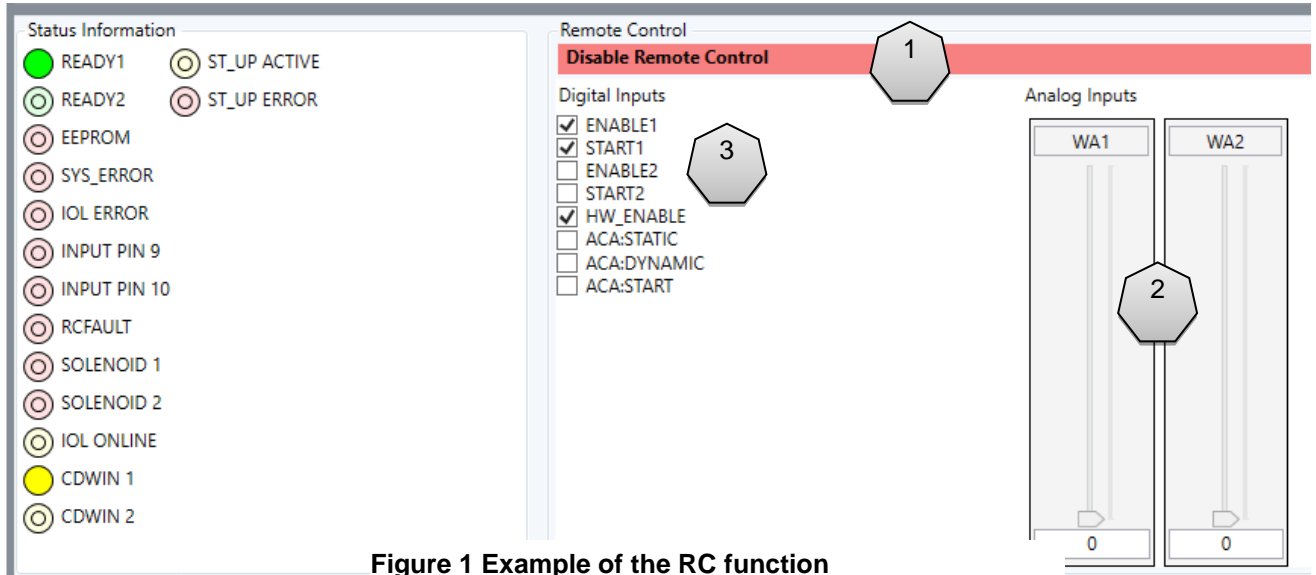 Status Information
READY1
ST_UP ACTIVE
READY2
ST_UP ERROR
EEPROM
SYS_ERROR
IOL ERROR
INPUT PIN 9
INPUT PIN 10
RCFAULT
SOLENOID 1
SOLENOID 2
IOL ONLINE
CDWIN 1
CDWIN 2
Remote Control
Disable Remote Control
1
Digital Inputs
ENABLE1
START1
ENABLE2
START2
HW_ENABLE
ACA:STATIC
ACA:DYNAMIC
ACA:START
3
Analog Inputs
WA1
WA2
2
0
0
Figure 1 Example of the RC function